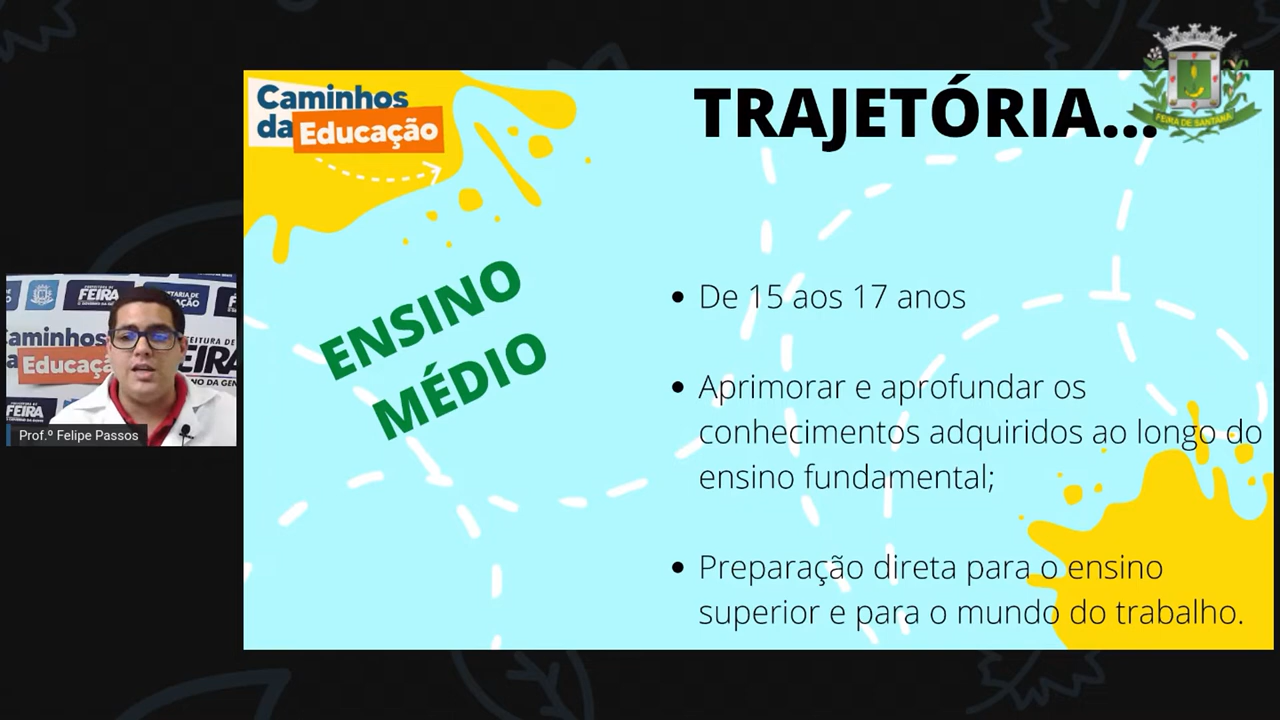 Caminhos
da Educação
TRAJETÓRIA...
FEIRA DE SANTANA
ENSINO
MÉDIO
De 15 aos 17 anos
Aprimorar e aprofundar os
conhecimentos adquiridos ao longo do
ensino fundamental;
Preparação direta para o ensino
superior e para o mundo do trabalho.
FEIRA
Caminhos
Educaç
FEIRA
Prof.º Felipe Passos